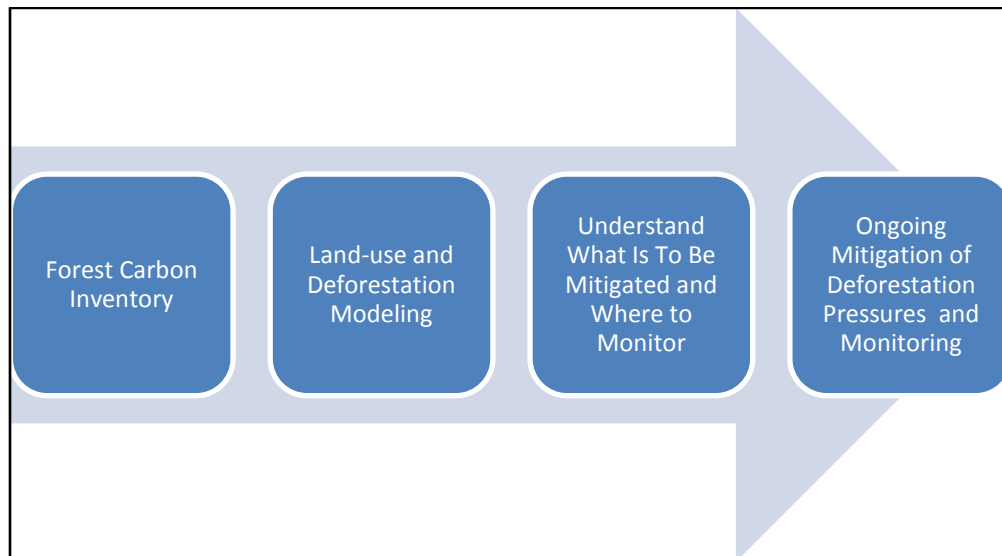 Forest Carbon
Inventory
Land-use and
Deforestation
Modeling
Understand
What Is To Be
Mitigated and
Where to
Monitor
Ongoing
Mitigation of
Deforestation
Pressures and
Monitoring